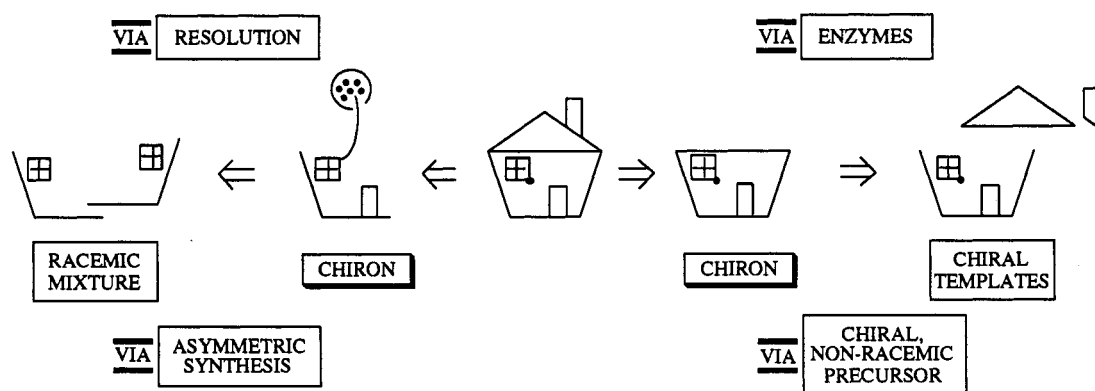 VIA RESOLUTION
VIA ENZYMES
RACEMIC
MIXTURE
CHIRON
CHIRON
CHIRAL
TEMPLATES
VIA ASYMMETRIC
SYNTHESIS
VIA CHIRAL,
NON-RACEMIC
PRECURSOR